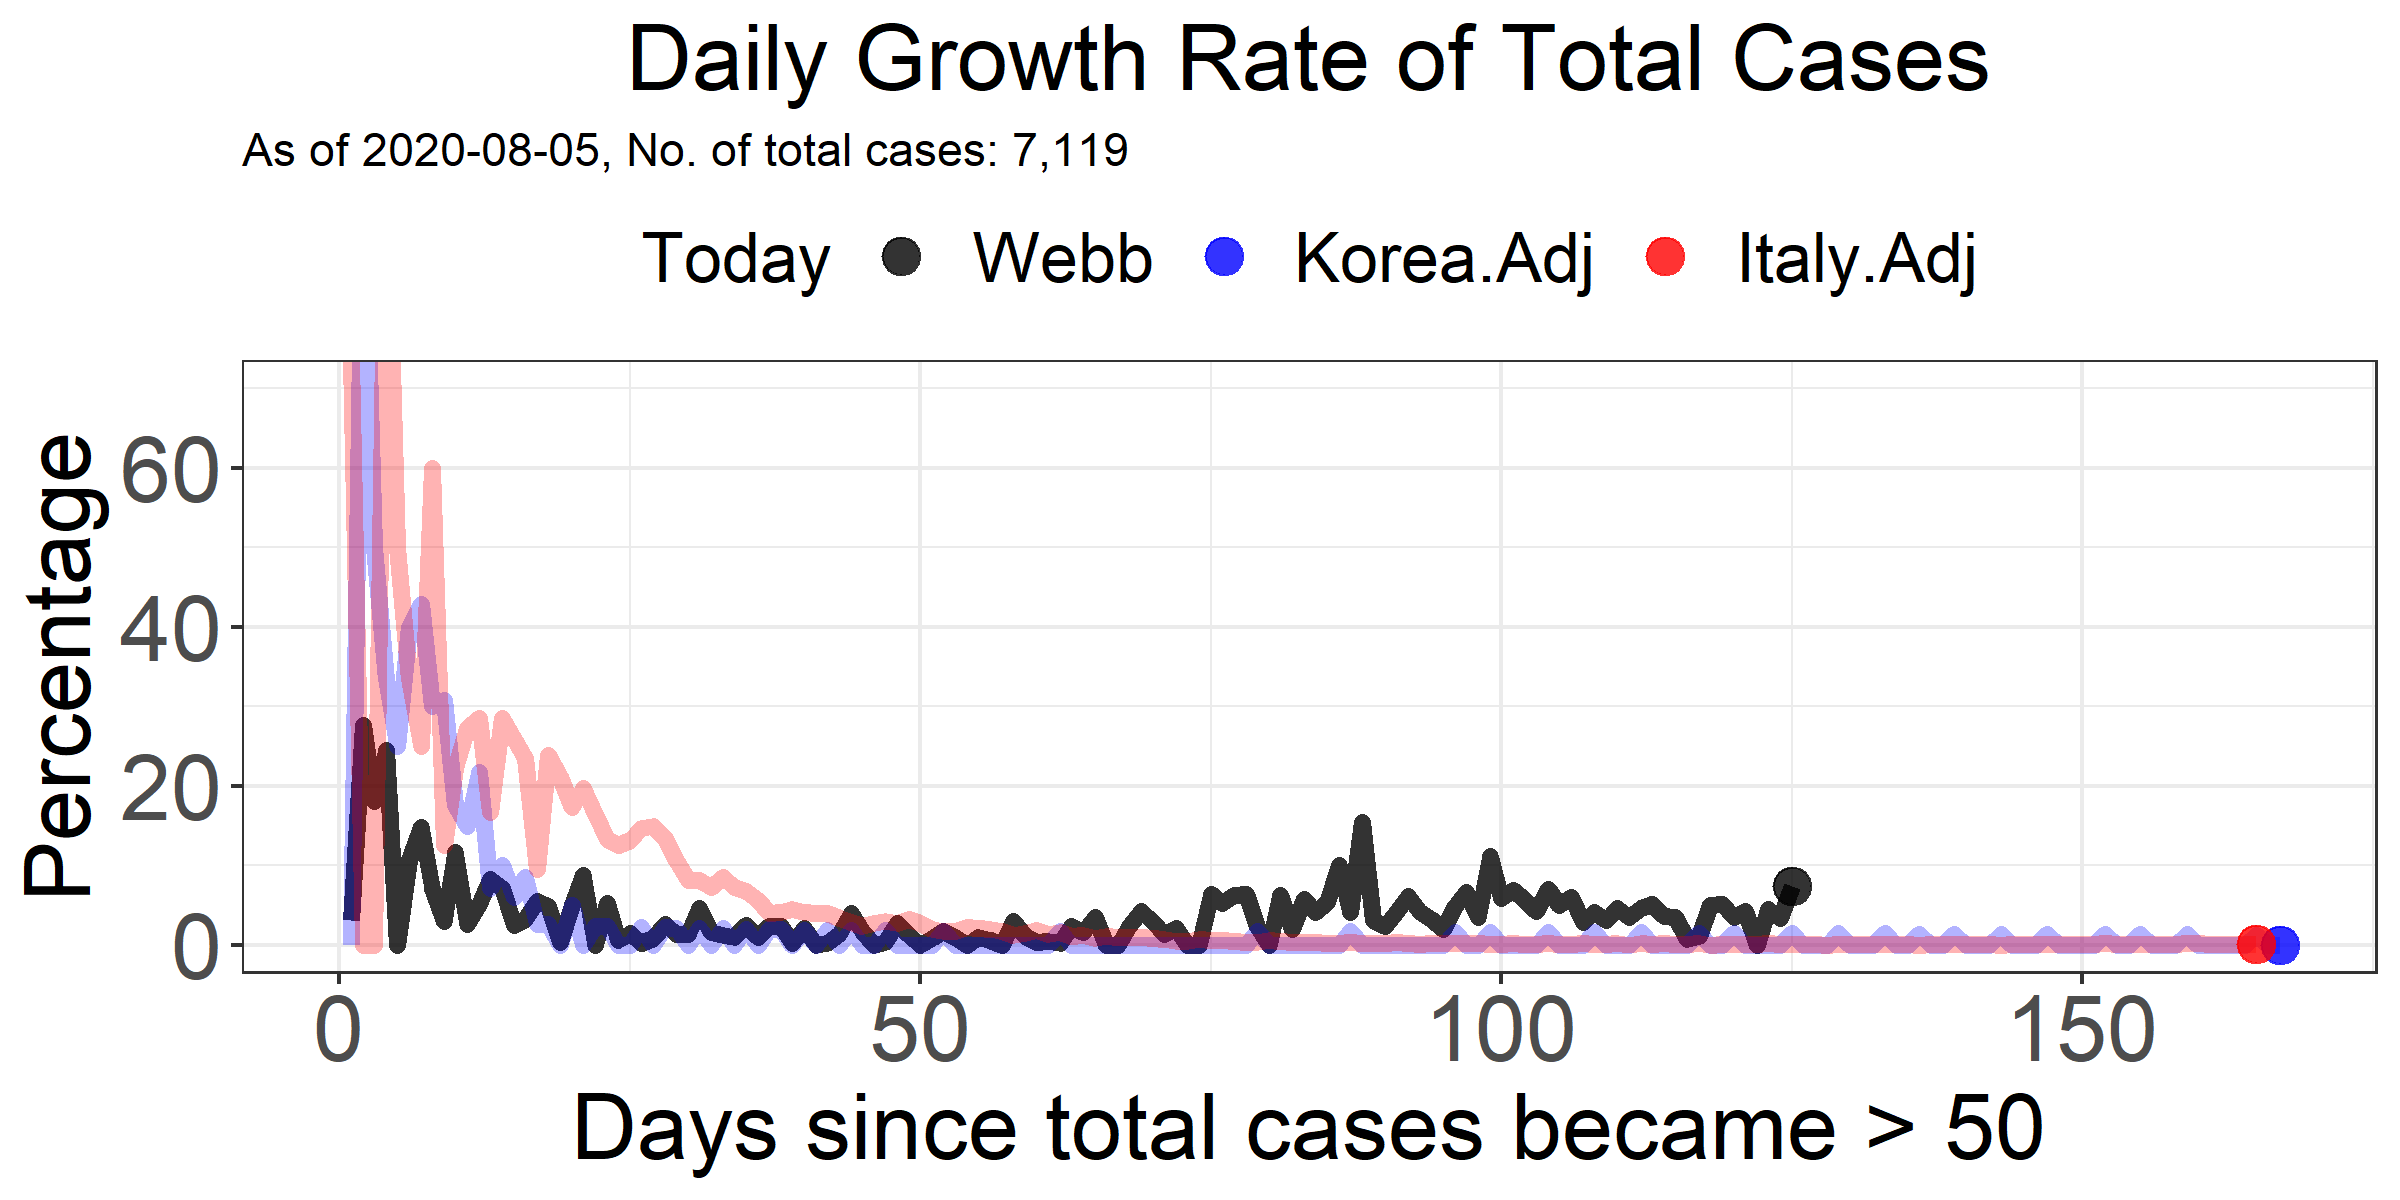 Daily Growth Rate of Total Cases
As of 2020-08-05, No. of total cases: 7,119
Today Webb Korea.Adj Italy.Adj
Percentage
60
40
20
0
0 50 100 150
Days since total cases became > 50